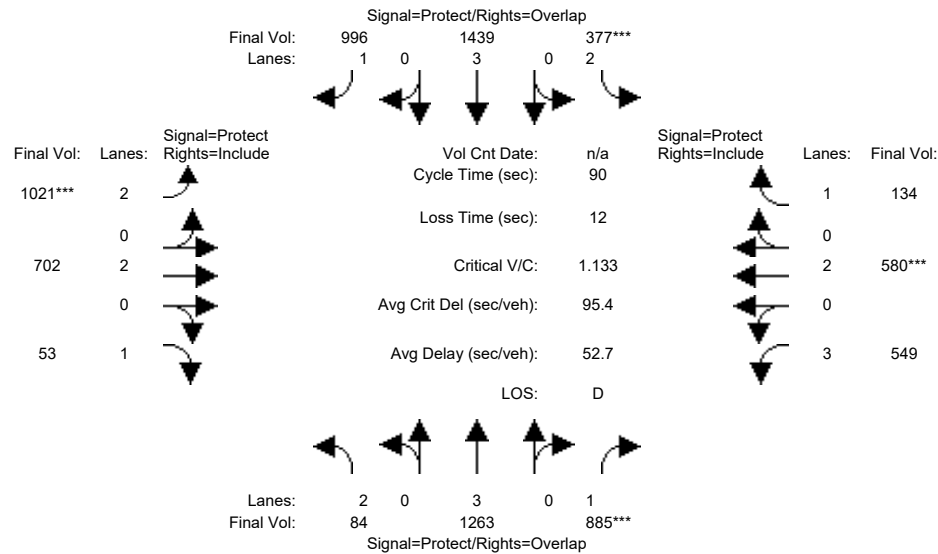 Signal=Protect/Rights=Overlap
Final Vol: 996 1439 377***
Lanes: 1 0 3 0 2
Signal=Protect
Rights=Include
Final Vol: Lanes:
Vol Cnt Date: n/a
Cycle Time (sec): 90
Signal=Protect
Rights=Include
Lanes: Final Vol:
1021*** 2
1 134
Loss Time (sec): 12
0
0
702 2
Critical V/C: 1.133
2 580***
0
Avg Crit Del (sec/veh): 95.4
0
53 1
Avg Delay (sec/veh): 52.7
3 549
LOS: D
Lanes: 2 0 3 0 1
Final Vol: 84 1263 885***
Signal=Protect/Rights=Overlap